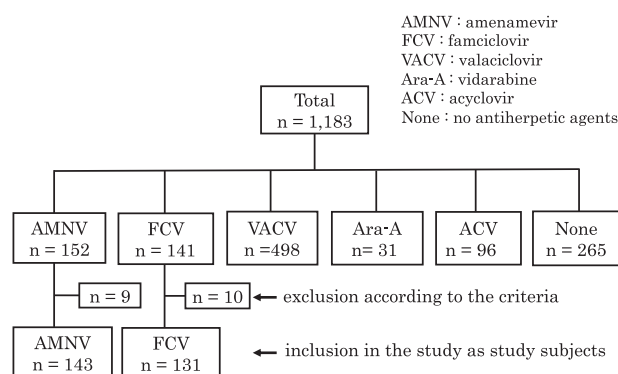 AMNV : amenamevir
FCV : famciclovir
VACV : valaciclovir
Ara-A : vidarabine
ACV : acyclovir
None : no antiherpetic agents
Total
n = 1,183
AMNV
n = 152
FCV
n = 141
VACV
n =498
Ara-A
n= 31
ACV
n = 96
None
n = 265
n = 9
n = 10
exclusion according to the criteria
AMNV
n = 143
FCV
n = 131
inclusion in the study as study subjects